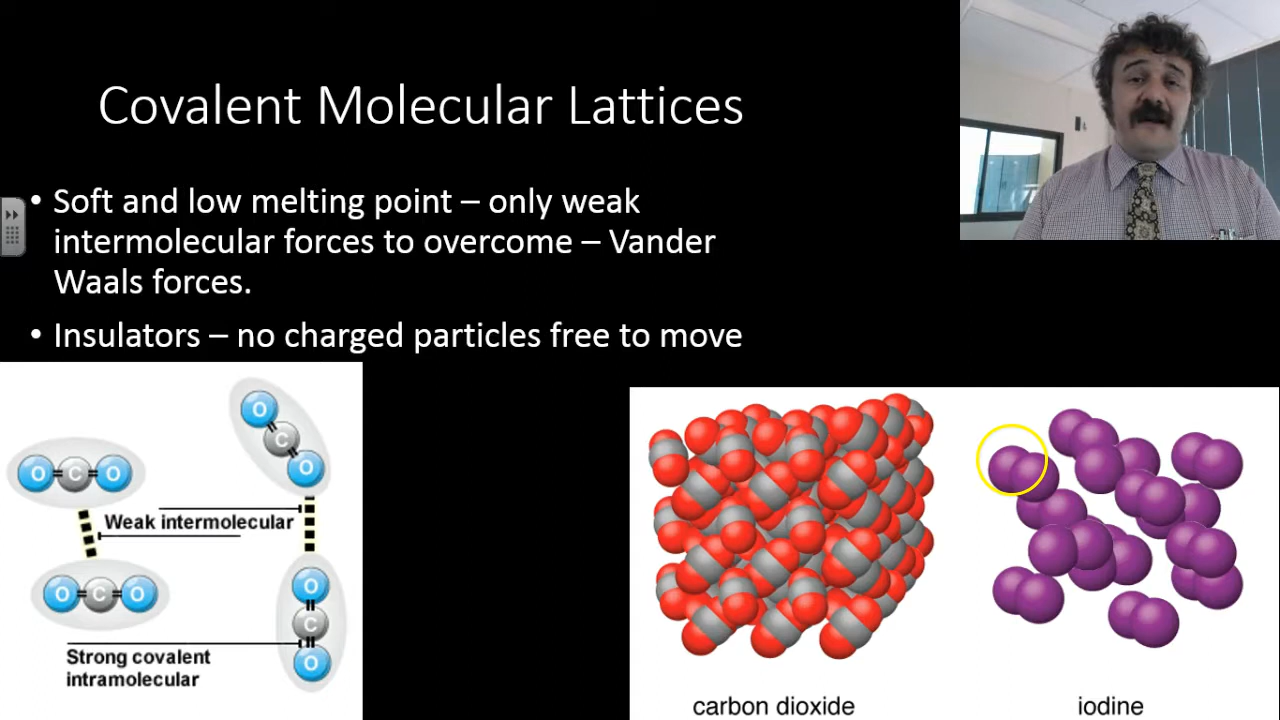 Covalent Molecular Lattices
• Soft and low melting point – only weak
intermolecular forces to overcome – Vander
Waals forces.
• Insulators – no charged particles free to move
O
C
O
O=C=O
Weak intermolecular
O=C=O
O
C
O
Strong covalent
intramolecular
carbon dioxide
iodine